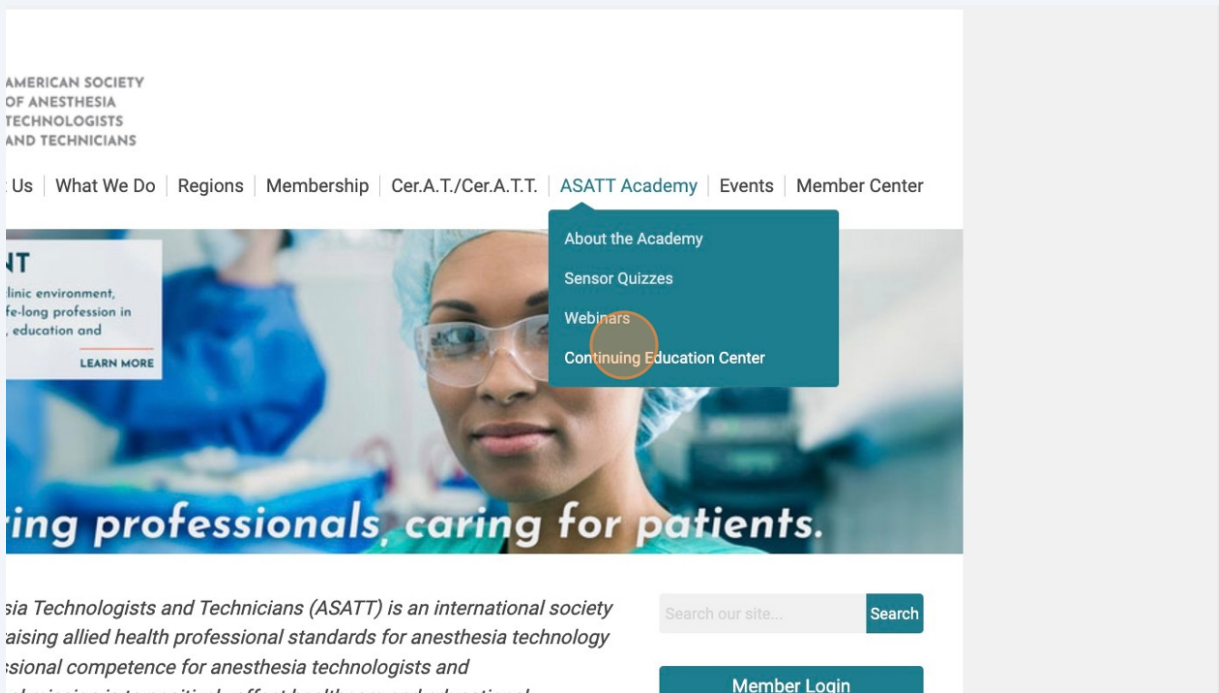 AMERICAN SOCIETY
OF ANESTHESIA
TECHNOLOGISTS
AND TECHNICIANS
Us | What We Do | Regions | Membership | Cer.A.T./Cer.A.T.T. | ASATT Academy | Events | Member Center
About the Academy
Sensor Quizzes
Webinars
Continuing Education Center
NT
clinic environment,
fe-long profession in
, education and
LEARN MORE
ring professionals, caring for patients.
sia Technologists and Technicians (ASATT) is an international society
aising allied health professional standards for anesthesia technology
ssional competence for anesthesia technologists and
Search our site...
Search
Member Login